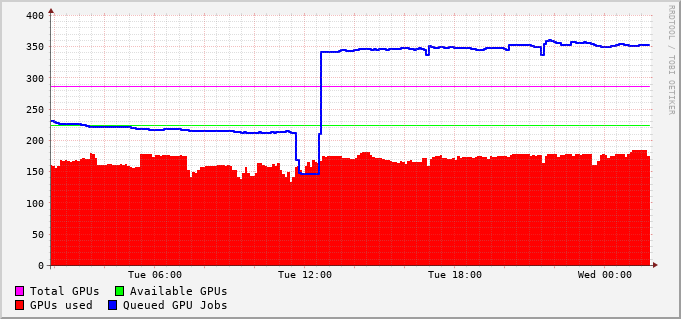 400
350
300
250
200
150
100
50
0
Tue 06:00 Tue 12:00 Tue 18:00 Wed 00:00
Total GPUs Available GPUs
GPUs used Queued GPU Jobs
RRDTOOL / TOBI OETIKER